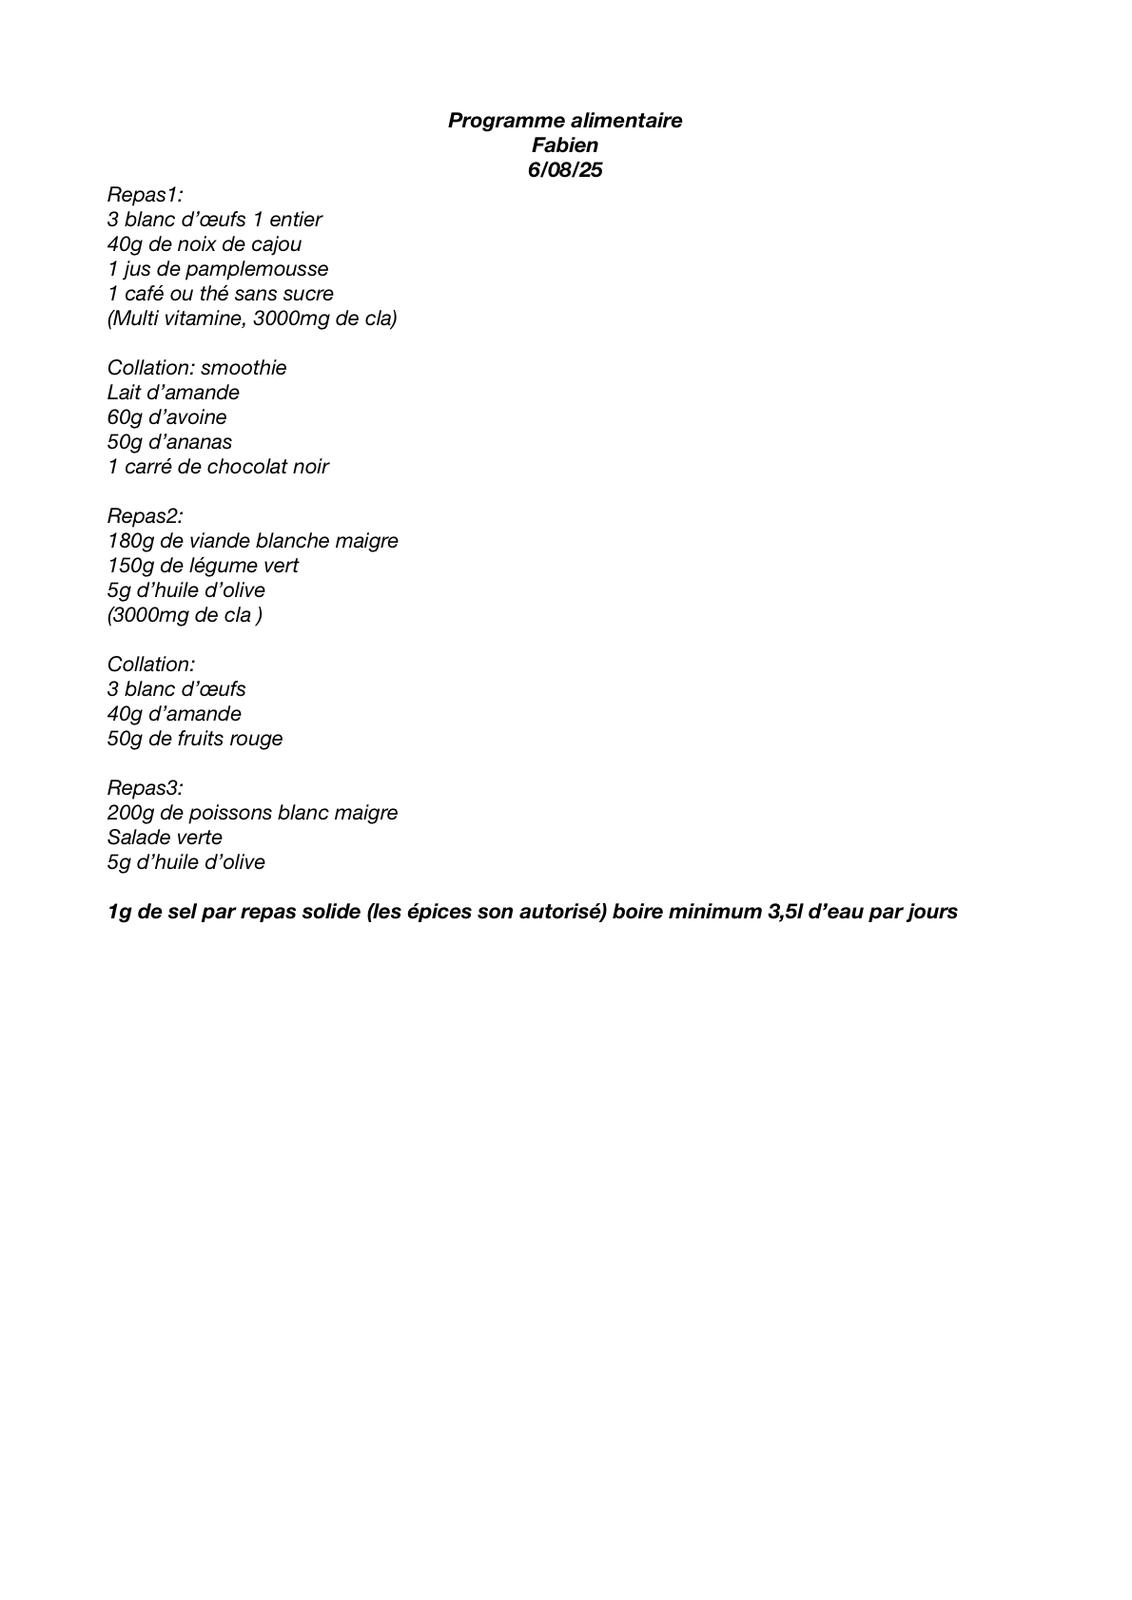 Programme alimentaire
Fabien
6/08/25
Repas1:
3 blanc d’œufs 1 entier
40g de noix de cajou
1 jus de pamplemousse
1 café ou thé sans sucre
(Multi vitamine, 3000mg de cla)
Collation: smoothie
Lait d’amande
60g d’avoine
50g d’ananas
1 carré de chocolat noir
Repas2:
180g de viande blanche maigre
150g de légume vert
5g d’huile d’olive
(3000mg de cla )
Collation:
3 blanc d’œufs
40g d’amande
50g de fruits rouge
Repas3:
200g de poissons blanc maigre
Salade verte
5g d’huile d’olive
1g de sel par repas solide (les épices son autorisé) boire minimum 3,5l d’eau par jours